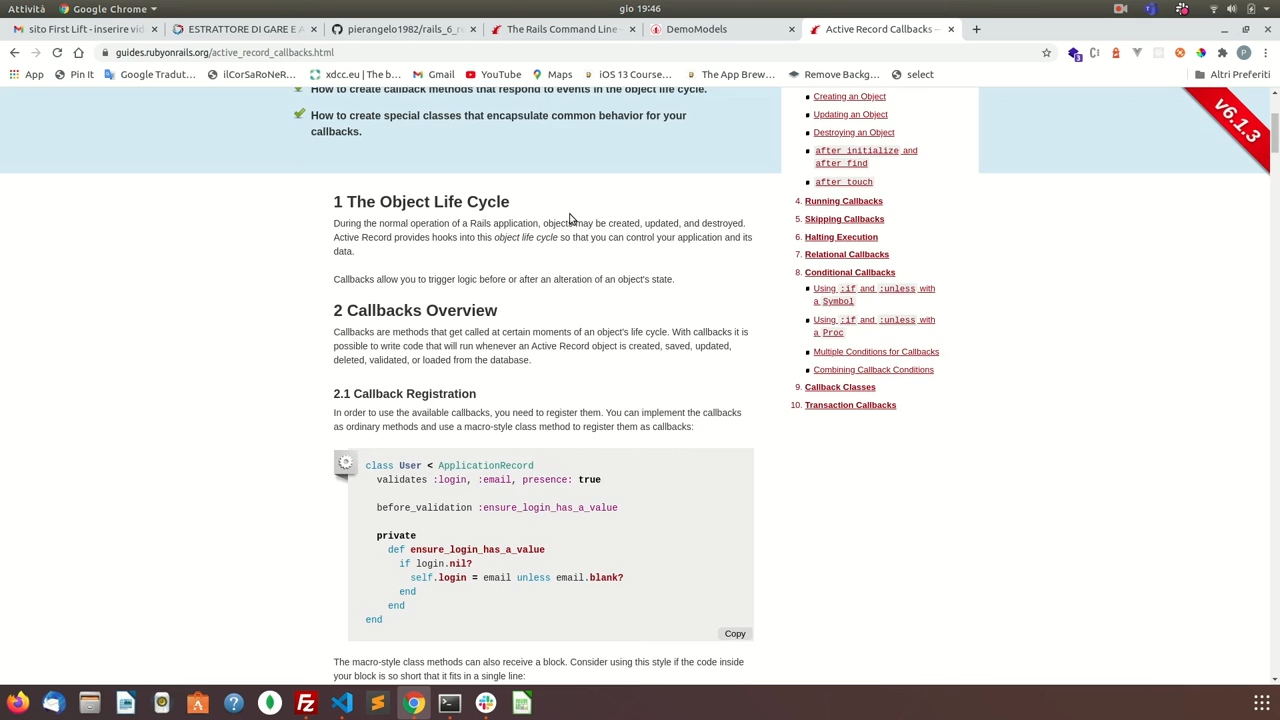 Attività
Google Chrome
gio 19:46
sito First Lift - inserire vid
ESTRATTORE DI GARE E A
pierangelo1982/rails_6_re
The Rails Command Line –
DemoModels
Active Record Callbacks –
guides.rubyonrails.org/active_record_callbacks.html
P
App
Pin It
Google Tradut...
ilCorSaRoNeR...
xdcc.eu | The b...
Gmail
YouTube
Maps
iOS 13 Course...
The App Brew...
Remove Backg...
select
Altri Preferiti
How to create callback methods that respond to events in the object life cycle.
How to create special classes that encapsulate common behavior for your
callbacks.
Creating an Object
Updating an Object
Destroying an Object
after_initialize and
after_find
after_touch
4. Running Callbacks
5. Skipping Callbacks
6. Halting Execution
7. Relational Callbacks
8. Conditional Callbacks
Using :if and :unless with
a Symbol
Using :if and :unless with
a Proc
Multiple Conditions for Callbacks
Combining Callback Conditions
9. Callback Classes
10. Transaction Callbacks
v6.1.3
1 The Object Life Cycle
During the normal operation of a Rails application, objects may be created, updated, and destroyed.
Active Record provides hooks into this object life cycle so that you can control your application and its
data.
Callbacks allow you to trigger logic before or after an alteration of an object's state.
2 Callbacks Overview
Callbacks are methods that get called at certain moments of an object's life cycle. With callbacks it is
possible to write code that will run whenever an Active Record object is created, saved, updated,
deleted, validated, or loaded from the database.
2.1 Callback Registration
In order to use the available callbacks, you need to register them. You can implement the callbacks
as ordinary methods and use a macro-style class method to register them as callbacks:
class User < ApplicationRecord
validates :login, :email, presence: true
before_validation :ensure_login_has_a_value
private
def ensure_login_has_a_value
if login.nil?
self.login = email unless email.blank?
end
end
end
Copy
The macro-style class methods can also receive a block. Consider using this style if the code inside
your block is so short that it fits in a single line: